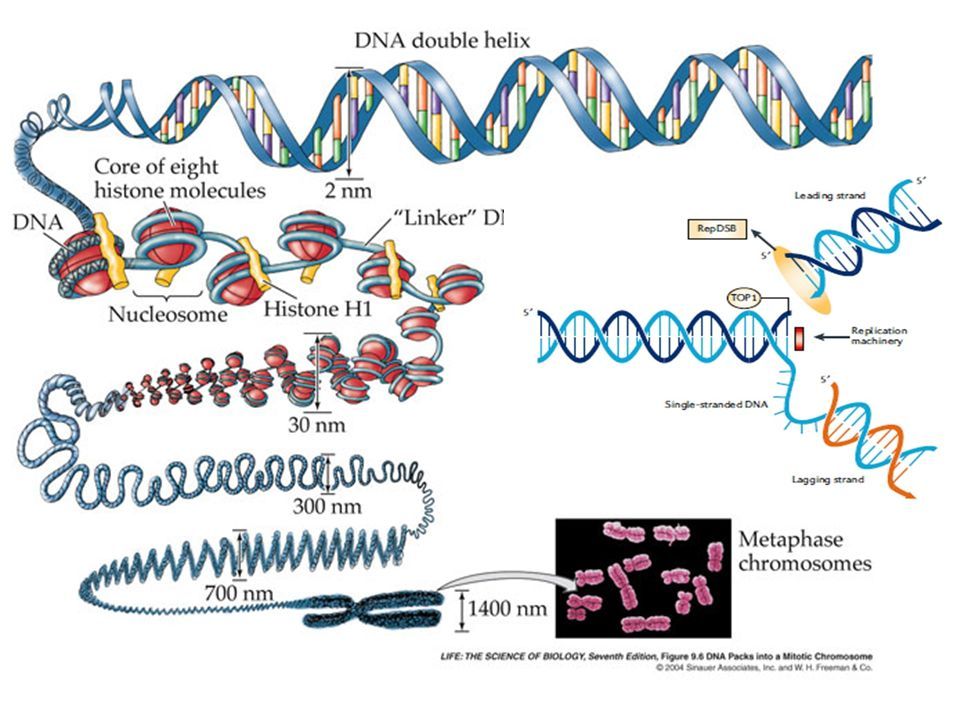 DNA double helix
2 nm
Core of eight
histone molecules
DNA
"Linker" DI
Nucleosome
Histone H1
30 nm
300 nm
700 nm
1400 nm
Metaphase
chromosomes
Leading strand
5′
RepDSB
5′
TOP1
5′
Replication
machinery
5′
Single-stranded DNA
Lagging strand
LIFE: THE SCIENCE OF BIOLOGY, Seventh Edition, Figure 9.6 DNA Packs into a Mitotic Chromosome
© 2004 Sinauer Associates, Inc. and W. H. Freeman & Co.